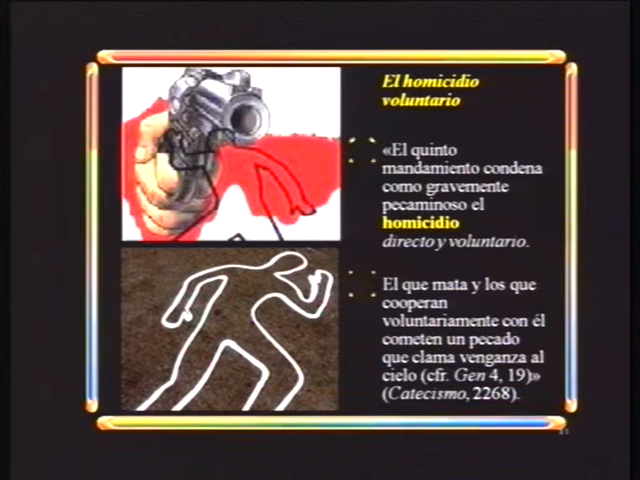 El homicidio
voluntario
«El quinto
mandamiento condena
como gravemente
pecaminoso el
homicidio
directo y voluntario.
El que mata y los que
cooperan
voluntariamente con él
cometen un pecado
que clama venganza al
cielo (cfr. Gen 4, 19)»
(Catecismo, 2268).